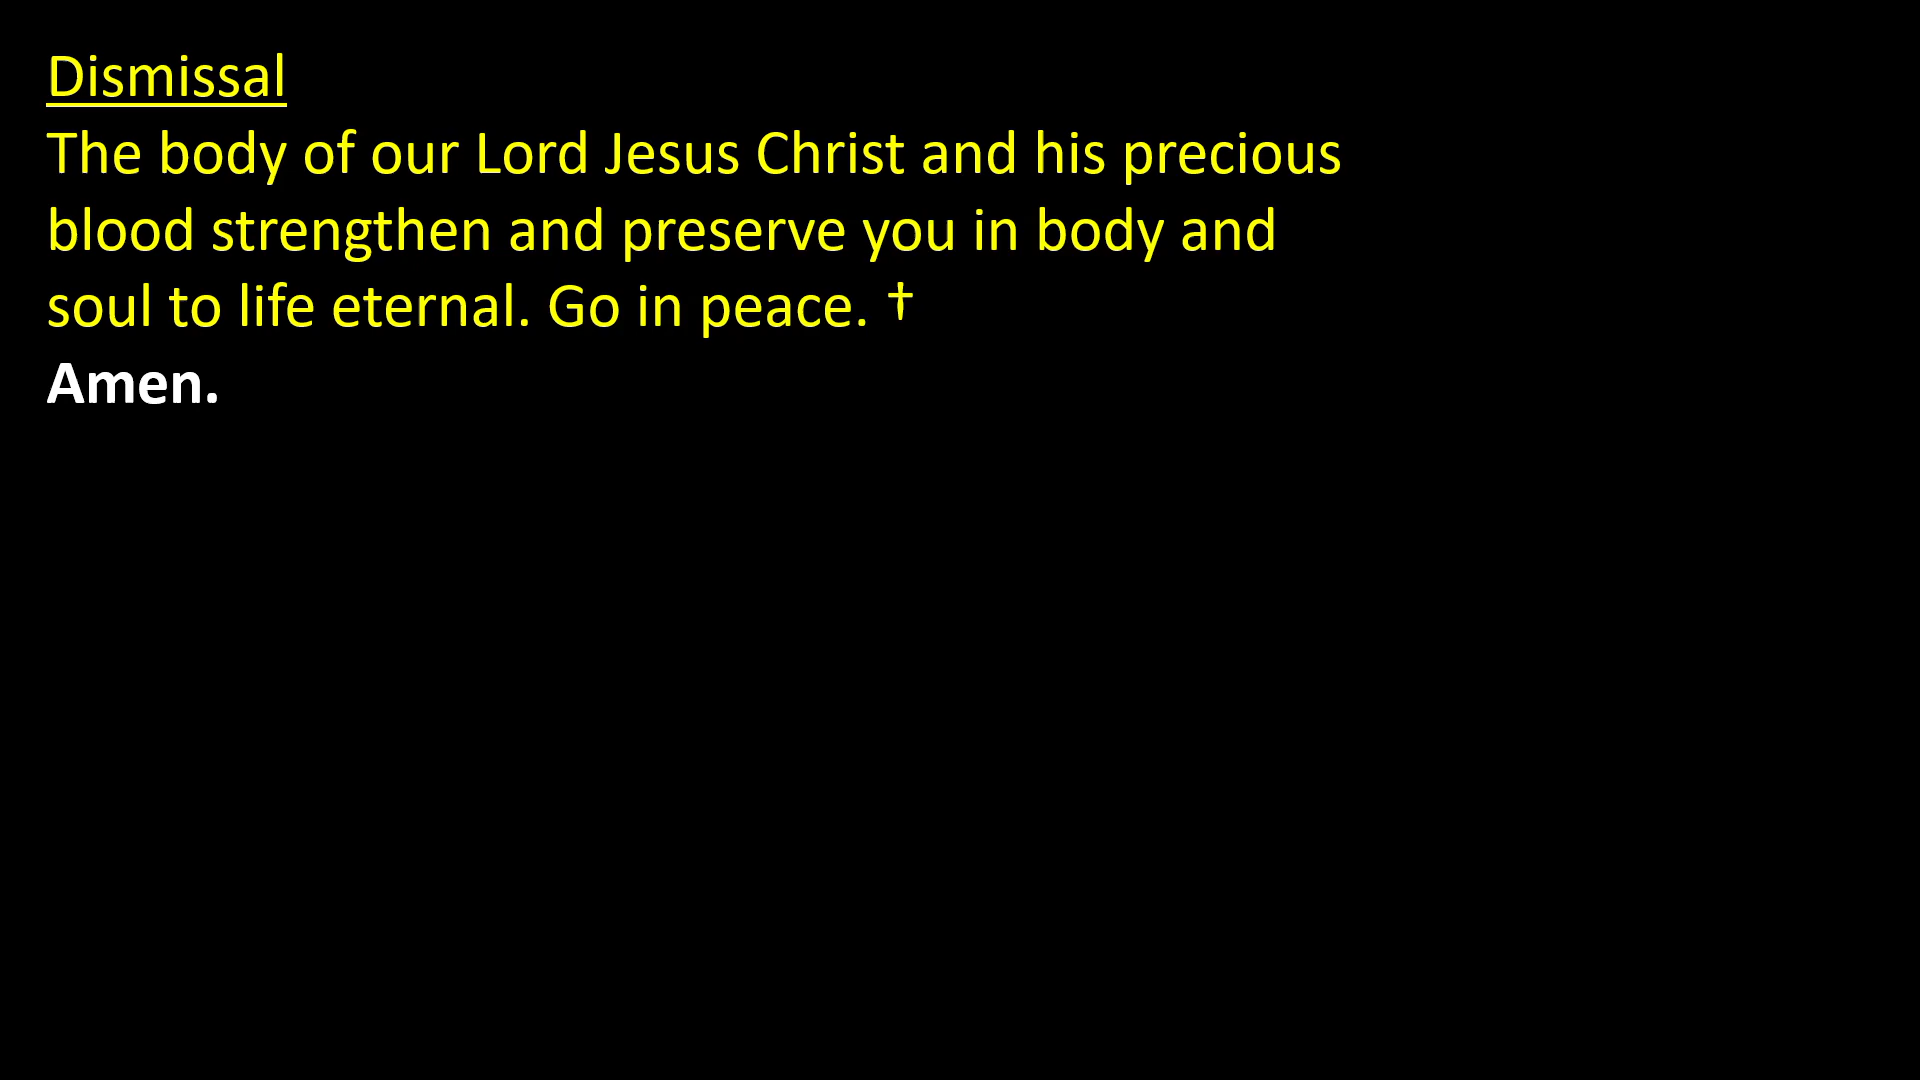 Dismissal
The body of our Lord Jesus Christ and his precious
blood strengthen and preserve you in body and
soul to life eternal. Go in peace. †
Amen.